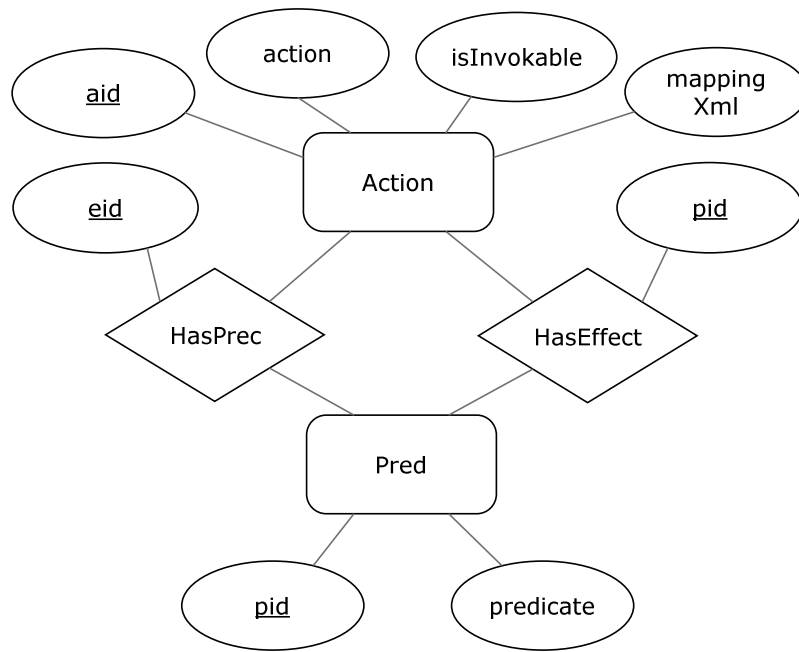 action
isInvokable
aid
mapping
Xml
Action
eid
pid
HasPrec
HasEffect
Pred
pid
predicate